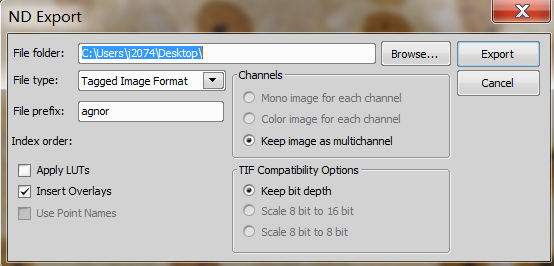 ND Export
File folder: C:\Users\j2074\Desktop\ Browse... Export
File type: Tagged Image Format Channels Cancel
Mono image for each channel
File prefix: agnor Color image for each channel
Index order: Keep image as multichannel
Apply LUTs TIF Compatibility Options
Insert Overlays Keep bit depth
Use Point Names Scale 8 bit to 16 bit
Scale 8 bit to 8 bit